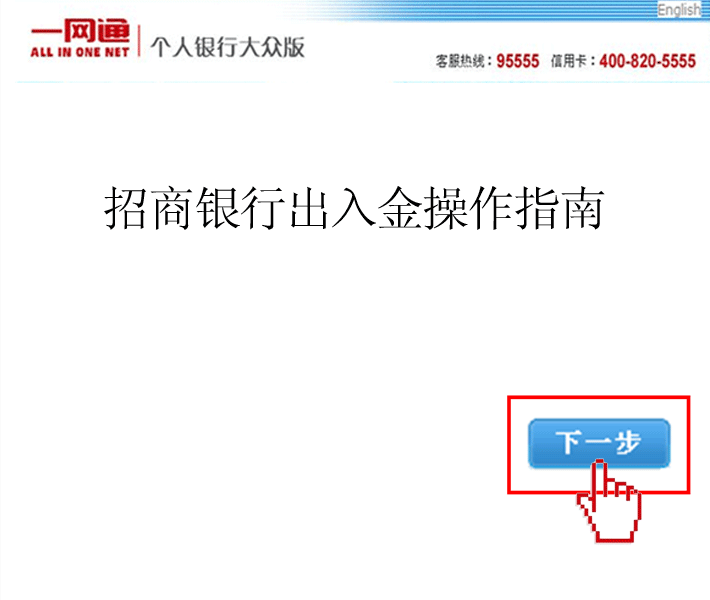 English
一网通
ALL IN ONE NET
个人银行大众版
客服热线：95555 信用卡：400-820-5555
招商银行出入金操作指南
下一步